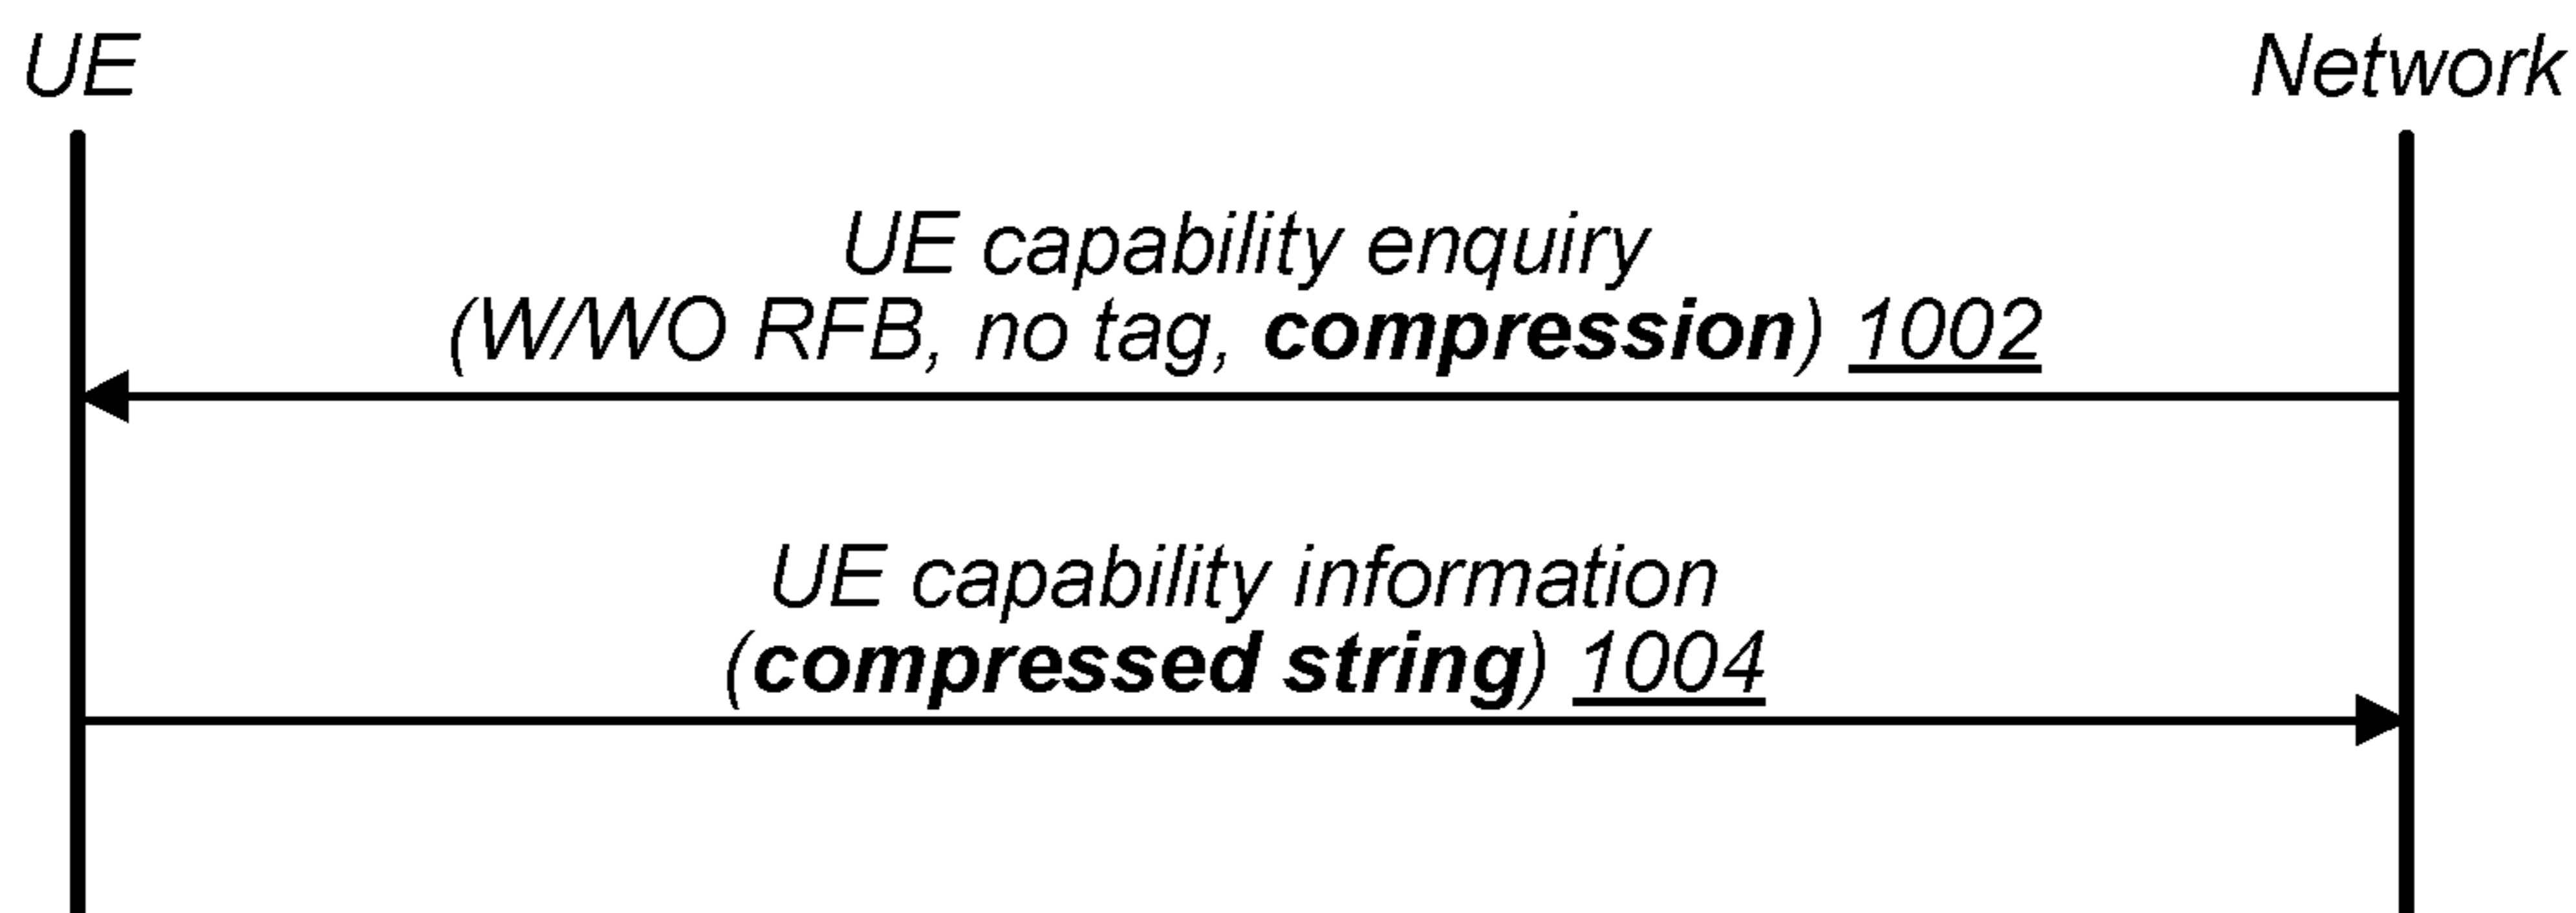 UE
Network
UE capability enquiry
(W/WO RFB, no tag, compression) 1002
UE capability information
(compressed string) 1004